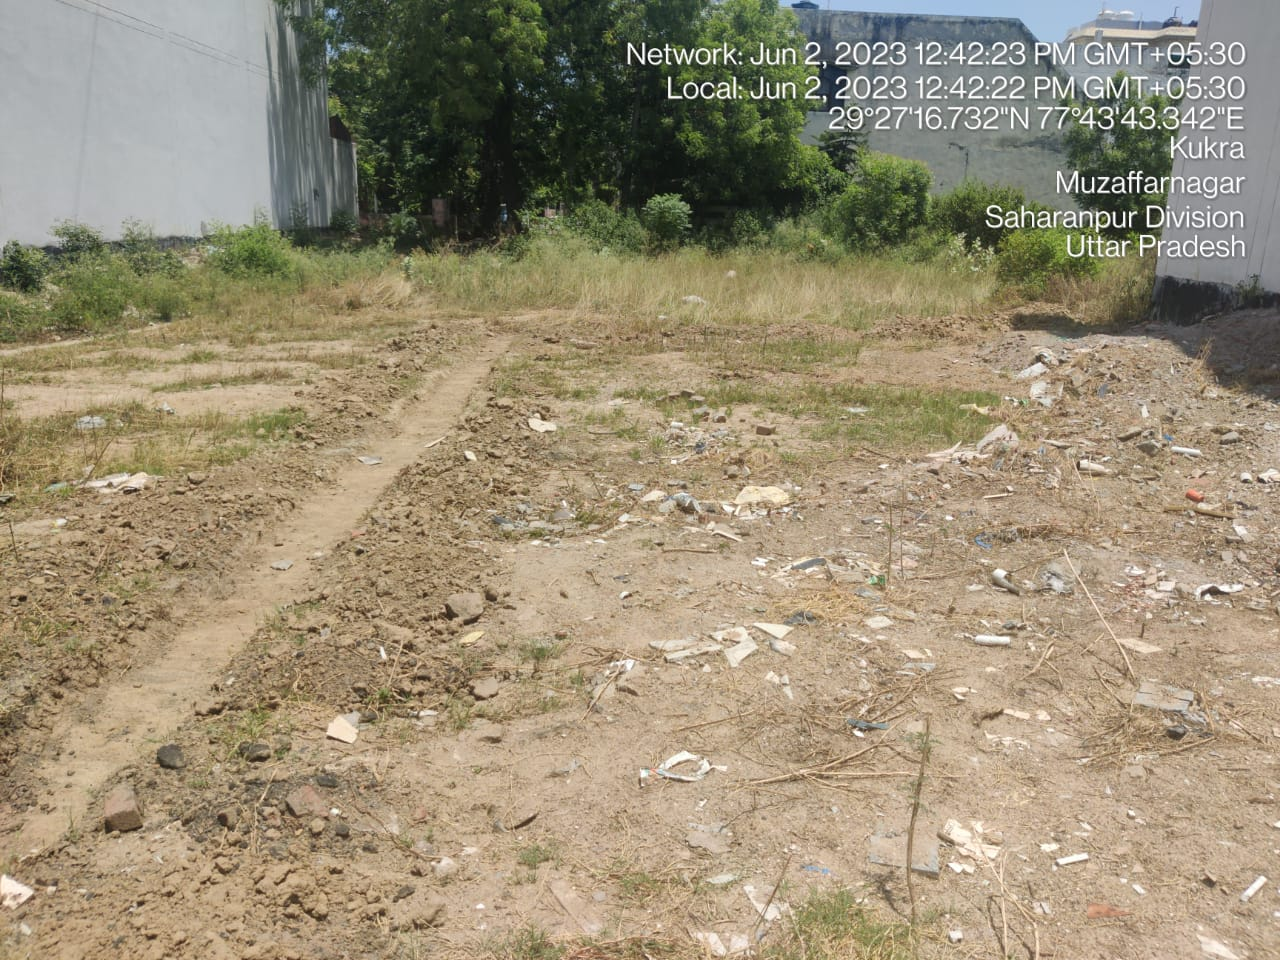 Network: Jun 2, 2023 12:42:23 PM GMT+05:30
Local: Jun 2, 2023 12:42:22 PM GMT+05:30
29°27'16.732"N 77°43'43.342"E
Kukra
Muzaffarnagar
Saharanpur Division
Uttar Pradesh